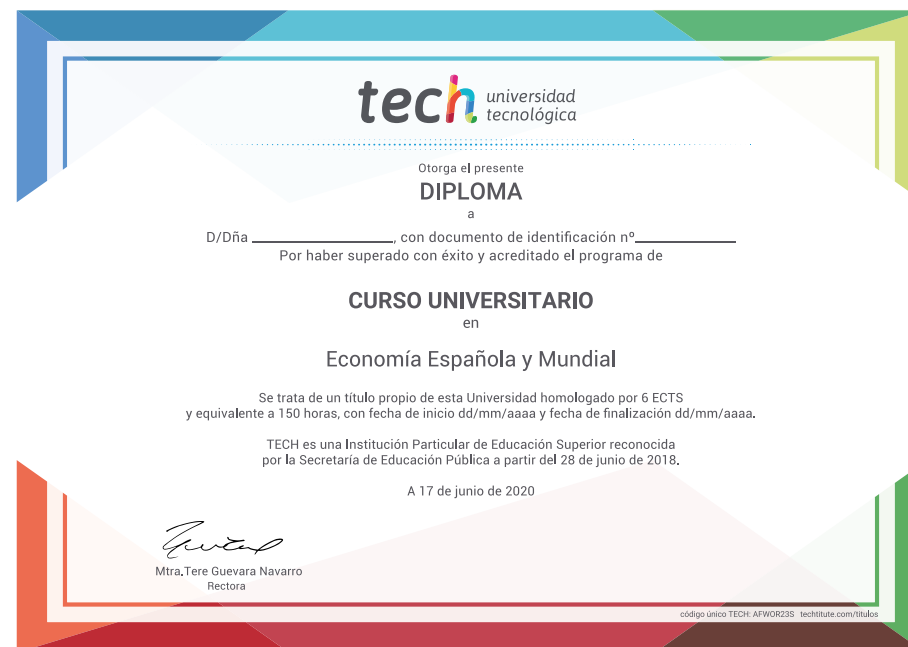 tech universidad
tecnológica
Otorga el presente
DIPLOMA
a
D/Dña ____________________, con documento de identificación nº______________
Por haber superado con éxito y acreditado el programa de
CURSO UNIVERSITARIO
en
Economía Española y Mundial
Se trata de un título propio de esta Universidad homologado por 6 ECTS
y equivalente a 150 horas, con fecha de inicio dd/mm/aaaa y fecha de finalización dd/mm/aaaa.
TECH es una Institución Particular de Educación Superior reconocida
por la Secretaría de Educación Pública a partir del 28 de junio de 2018.
A 17 de junio de 2020
Mtra.Tere Guevara Navarro
Rectora
código único TECH: AFWOR23S techtitute.com/titulos